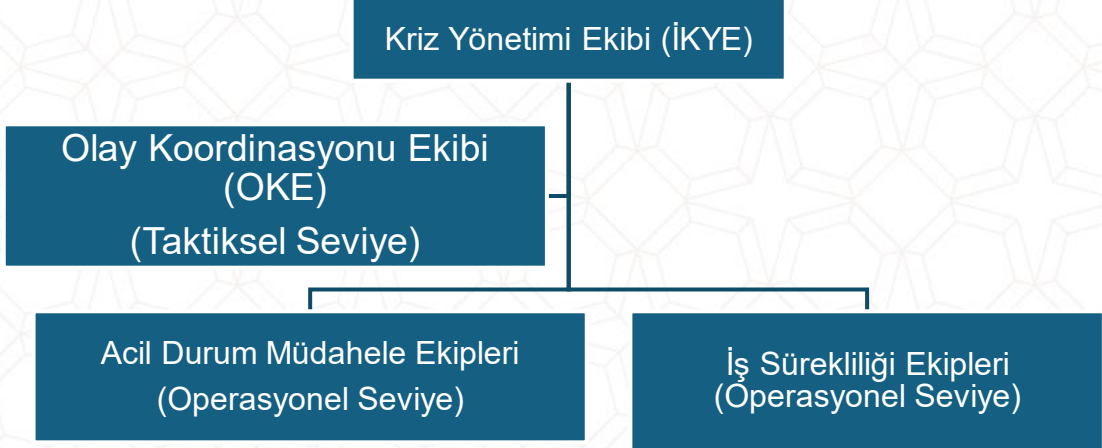 Kriz Yönetimi Ekibi (İKYE)
Olay Koordinasyonu Ekibi
(OKE)
(Taktiksel Seviye)
Acil Durum Müdahele Ekipleri
(Operasyonel Seviye)
İş Sürekliliği Ekipleri
(Operasyonel Seviye)